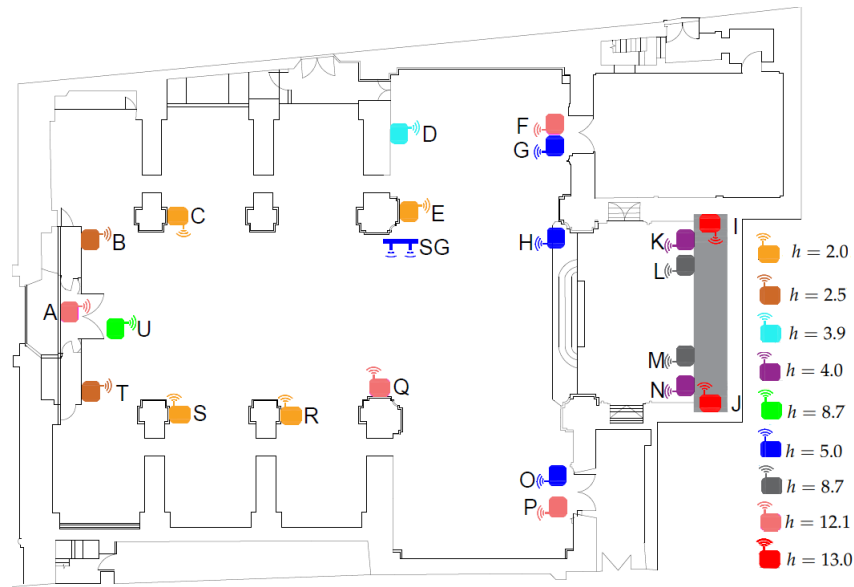 F
D
G
C
E
I
B
SG
H
K
L
h = 2.0
A
U
h = 2.5
h = 3.9
M
h = 4.0
T
Q
N
S
R
J
h = 8.7
h = 5.0
O
P
h = 8.7
h = 12.1
h = 13.0